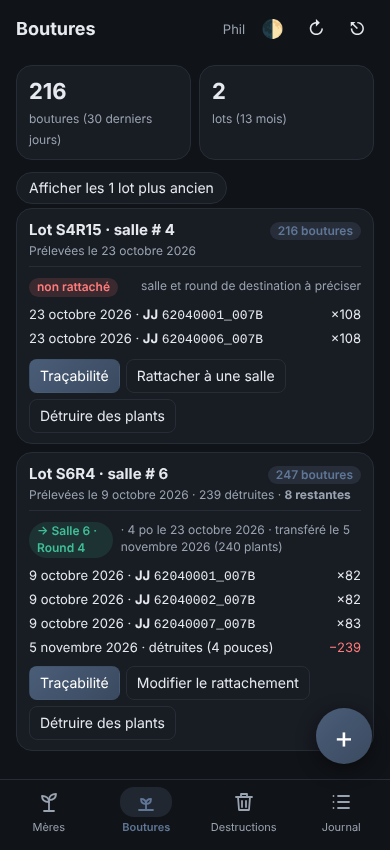 Boutures
Phil
216
boutures (30 derniers
jours)
2
lots (13 mois)
Afficher les 1 lot plus ancien
Lot S4R15 · salle # 4
216 boutures
Prélevées le 23 octobre 2026
non rattaché
salle et round de destination à préciser
23 octobre 2026 · JJ 62040001_007B ×108
23 octobre 2026 · JJ 62040006_007B ×108
Traçabilité
Rattacher à une salle
Détruire des plants
Lot S6R4 · salle # 6
247 boutures
Prélevées le 9 octobre 2026 · 239 détruites · 8 restantes
→ Salle 6 ·
Round 4
· 4 po le 23 octobre 2026 · transféré le 5
novembre 2026 (240 plants)
9 octobre 2026 · JJ 62040001_007B ×82
9 octobre 2026 · JJ 62040002_007B ×82
9 octobre 2026 · JJ 62040007_007B ×83
5 novembre 2026 · détruites (4 pouces) −239
Traçabilité
Modifier le rattachement
Détruire des plants
+
Mères
Boutures
Destructions
Journal